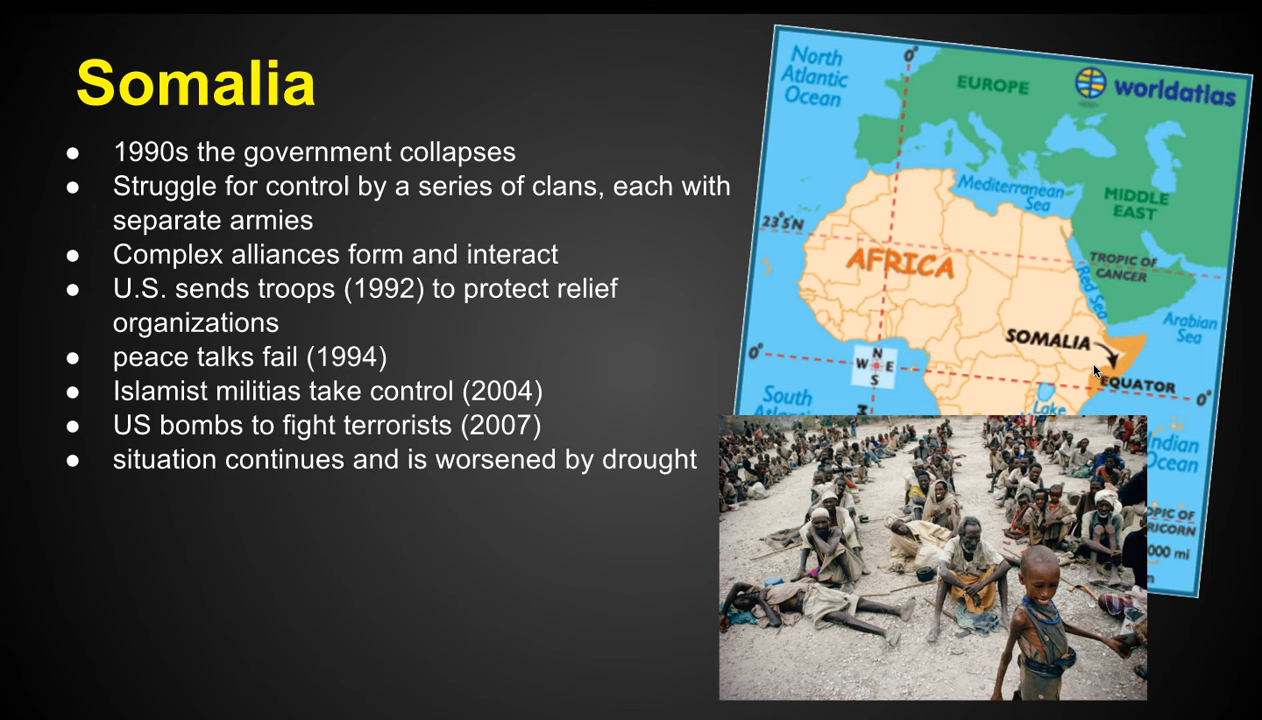 Somalia
● 1990s the government collapses
● Struggle for control by a series of clans, each with
separate armies
● Complex alliances form and interact
● U.S. sends troops (1992) to protect relief
organizations
● peace talks fail (1994)
● Islamist militias take control (2004)
● US bombs to fight terrorists (2007)
● situation continues and is worsened by drought
North
Atlantic
Ocean
0°
EUROPE
worldatlas
Mediterranean
Sea
MIDDLE
EAST
23°5'N
AFRICA
TROPIC OF
CANCER
Red Sea
Arabian
Sea
SOMALIA
0°
N
W E
S
EQUATOR
0°
South
Lake
Indian
Ocean
OPIC OF
RICORN
000 mi